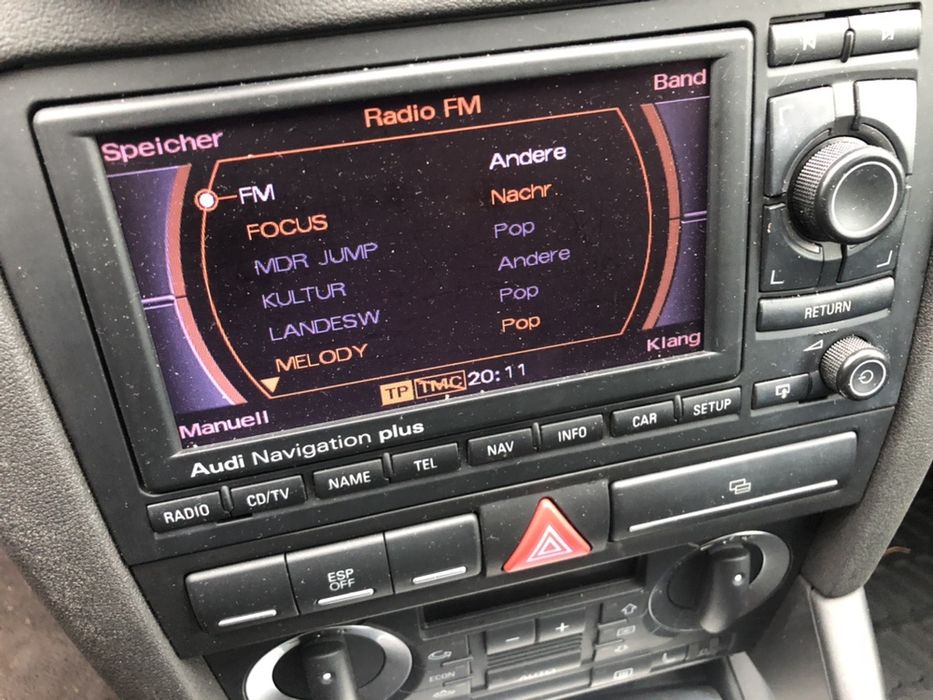 Radio FM
Band
Speicher
FM Andere
FOCUS Nachr
MDR JUMP Pop
KULTUR Andere
LANDESW Pop
MELODY Pop
Klang
TP TMC 20:11
Manuell
Audi Navigation plus
RETURN
RADIO CD/TV NAME TEL NAV INFO CAR SETUP
ESP
OFF
- +
ECON
AUTO